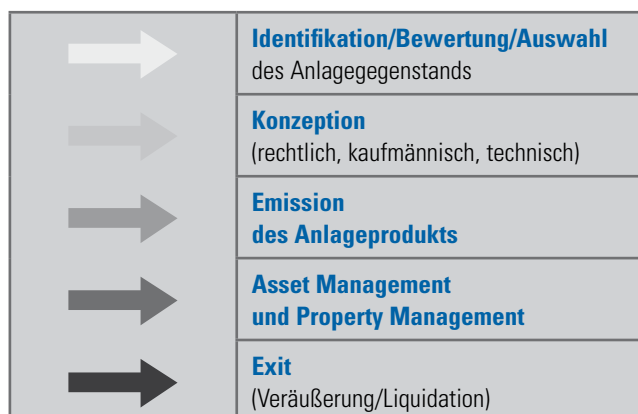 Identifikation/Bewertung/Auswahl
des Anlagegegenstands
Konzeption
(rechtlich, kaufmännisch, technisch)
Emission
des Anlageprodukts
Asset Management
und Property Management
Exit
(Veräußerung/Liquidation)